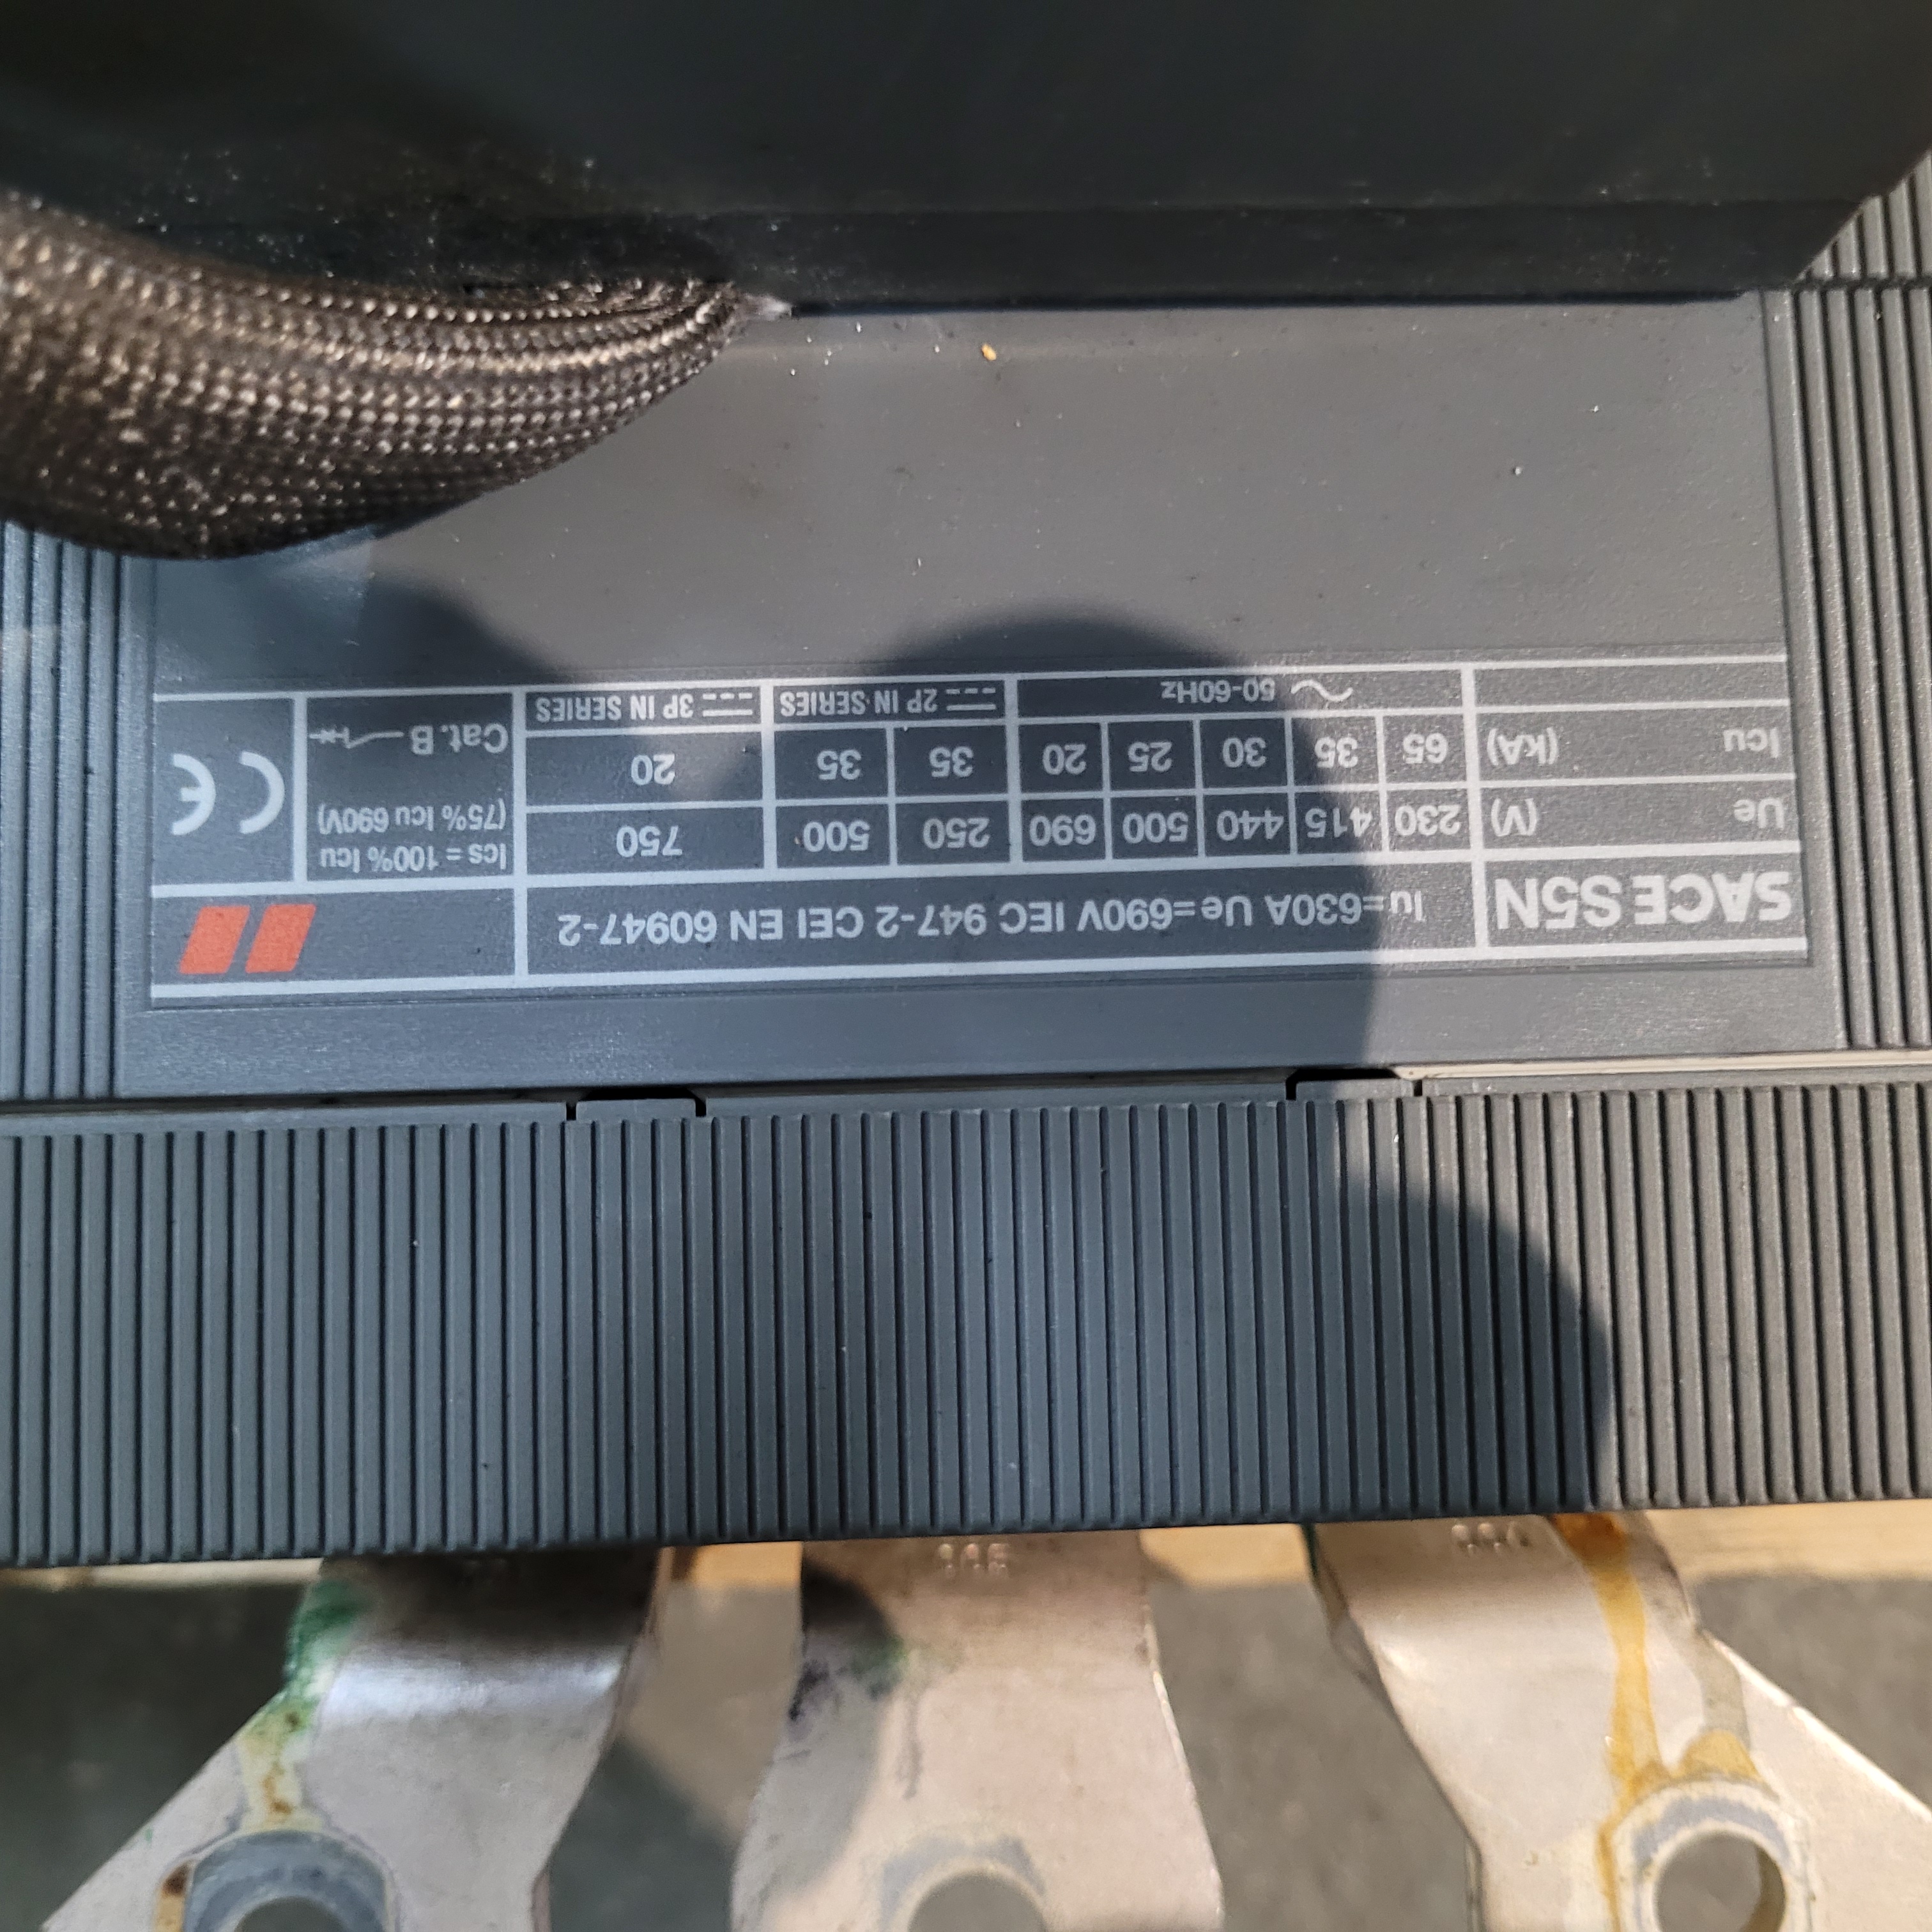 SACE S5N Iu=630A Ue=690V IEC 947-2 CEI EN 60947-2
Ue (V) 230 415 440 500 690 250 500 750 Ics = 100% Icu
(75% Icu 690V)
Icu (kA) 65 35 30 25 20 35 35 20 Cat. B CE
50-60Hz 2P IN SERIES 3P IN SERIES